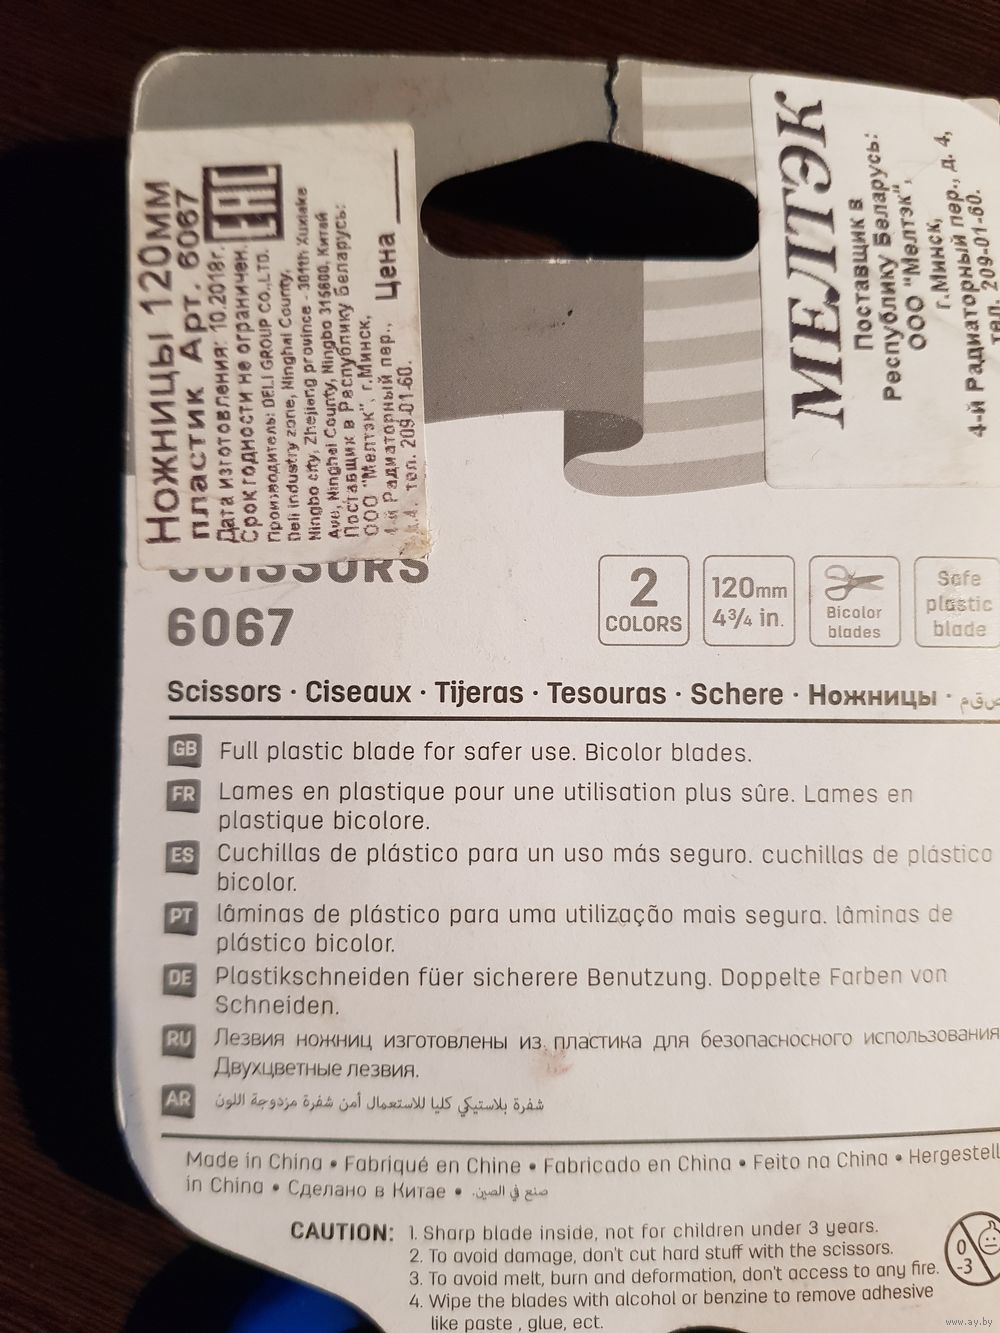 Ножницы 120мм
пластик Арт. 6067
Дата изготовления: 10.2018г.
Срок годности не ограничен.
Производитель: DELI GROUP CO.,LTD.
Deli industry zone, Ninghai County,
Ningbo city, Zhejiang province - 301th Xuxiake
Ave, Ninghai County, Ningbo 315600, Китай
Поставщик в Республику Беларусь:
ООО "Мелтэк", г.Минск,
4-й Радиаторный пер., Цена
д.4, тел. 209-01-60.
EAC
МЕЛТЭК
Поставщик в
Республику Беларусь:
ООО "Мелтэк",
г.Минск,
4-й Радиаторный пер., д. 4,
тел. 209-01-60.
SCISSORS
6067
2
COLORS
120mm
4¾ in.
Bicolor
blades
Safe
plastic
blade
Scissors · Ciseaux · Tijeras · Tesouras · Schere · Ножницы ·
GB Full plastic blade for safer use. Bicolor blades.
FR Lames en plastique pour une utilisation plus sûre. Lames en
plastique bicolore.
ES Cuchillas de plástico para un uso más seguro. cuchillas de plástico
bicolor.
PT lâminas de plástico para uma utilização mais segura. lâminas de
plástico bicolor.
DE Plastikschneiden füer sicherere Benutzung. Doppelte Farben von
Schneiden.
RU Лезвия ножниц изготовлены из пластика для безопасносного использования
Двухцветные лезвия.
AR شفرة بلاستيكي كليا للاستعمال أمن شفرة مزدوجة اللون
Made in China • Fabriqué en Chine • Fabricado en China • Feito na China • Hergestell
in China • Сделано в Китае • صنع في الصين.
CAUTION: 1. Sharp blade inside, not for children under 3 years.
2. To avoid damage, don't cut hard stuff with the scissors.
3. To avoid melt, burn and deformation, don't access to any fire.
4. Wipe the blades with alcohol or benzine to remove adhesive
like paste , glue, ect.
0-3
www.ay.by